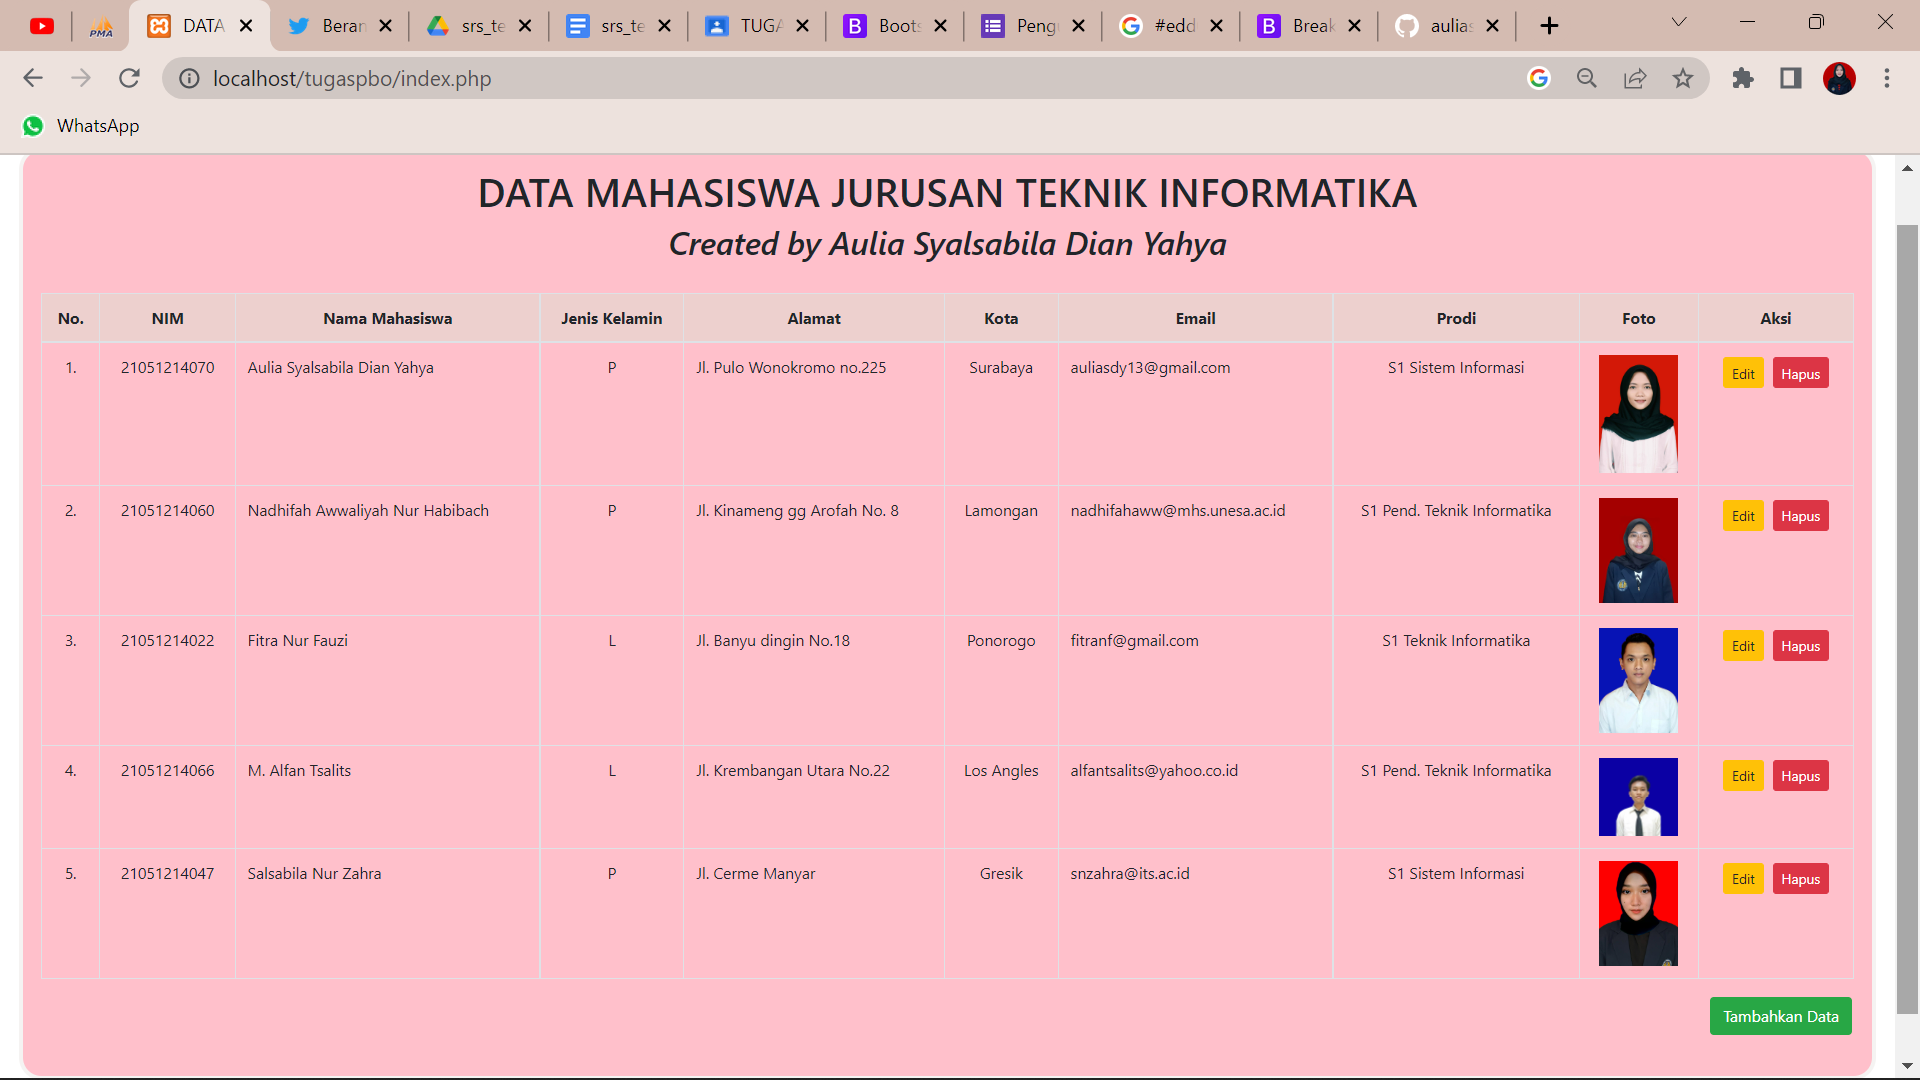 PMA
DATA
Beran
srs_te
srs_te
TUGA
Boots
Peng
#edd
Break
aulias
localhost/tugaspbo/index.php
WhatsApp
DATA MAHASISWA JURUSAN TEKNIK INFORMATIKA
Created by Aulia Syalsabila Dian Yahya
No. NIM Nama Mahasiswa Jenis Kelamin Alamat Kota Email Prodi Foto Aksi
1. 21051214070 Aulia Syalsabila Dian Yahya P Jl. Pulo Wonokromo no.225 Surabaya auliasdy13@gmail.com S1 Sistem Informasi Edit Hapus
2. 21051214060 Nadhifah Awwaliyah Nur Habibach P Jl. Kinameng gg Arofah No. 8 Lamongan nadhifahaww@mhs.unesa.ac.id S1 Pend. Teknik Informatika Edit Hapus
3. 21051214022 Fitra Nur Fauzi L Jl. Banyu dingin No.18 Ponorogo fitranf@gmail.com S1 Teknik Informatika Edit Hapus
4. 21051214066 M. Alfan Tsalits L Jl. Krembangan Utara No.22 Los Angles alfantsalits@yahoo.co.id S1 Pend. Teknik Informatika Edit Hapus
5. 21051214047 Salsabila Nur Zahra P Jl. Cerme Manyar Gresik snzahra@its.ac.id S1 Sistem Informasi Edit Hapus
Tambahkan Data